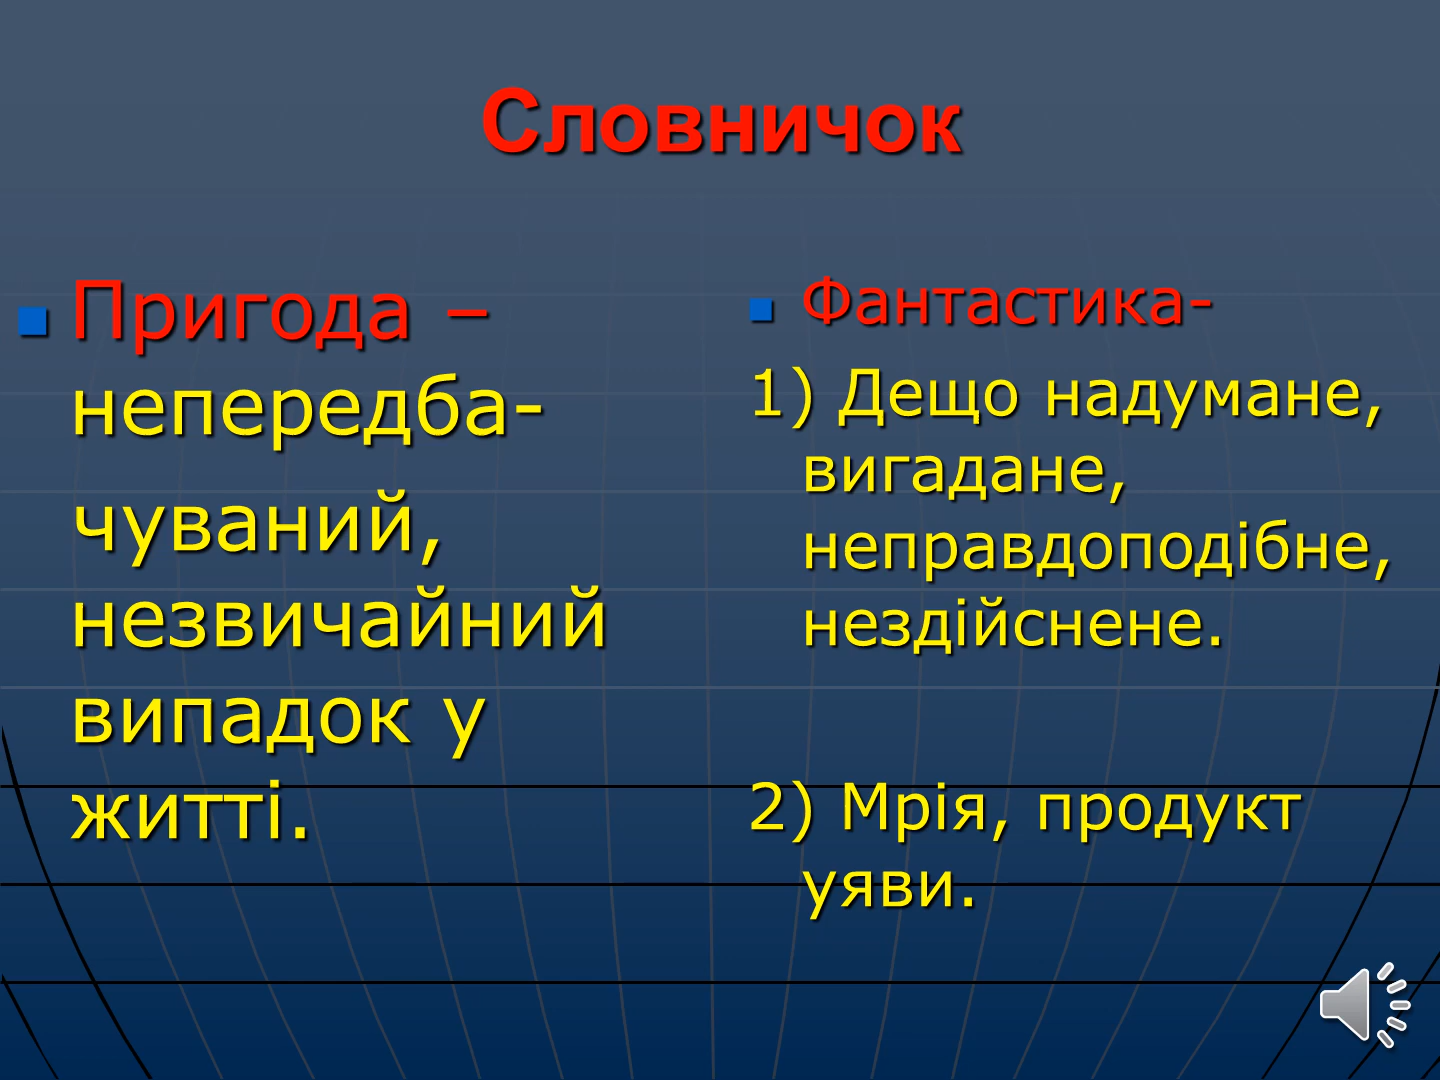 Словничок
Пригода –
непередба-
чуваний,
незвичайний
випадок у
житті.
Фантастика-
1) Дещо надумане,
вигадане,
неправдоподібне,
нездійснене.
2) Мрія, продукт
уяви.